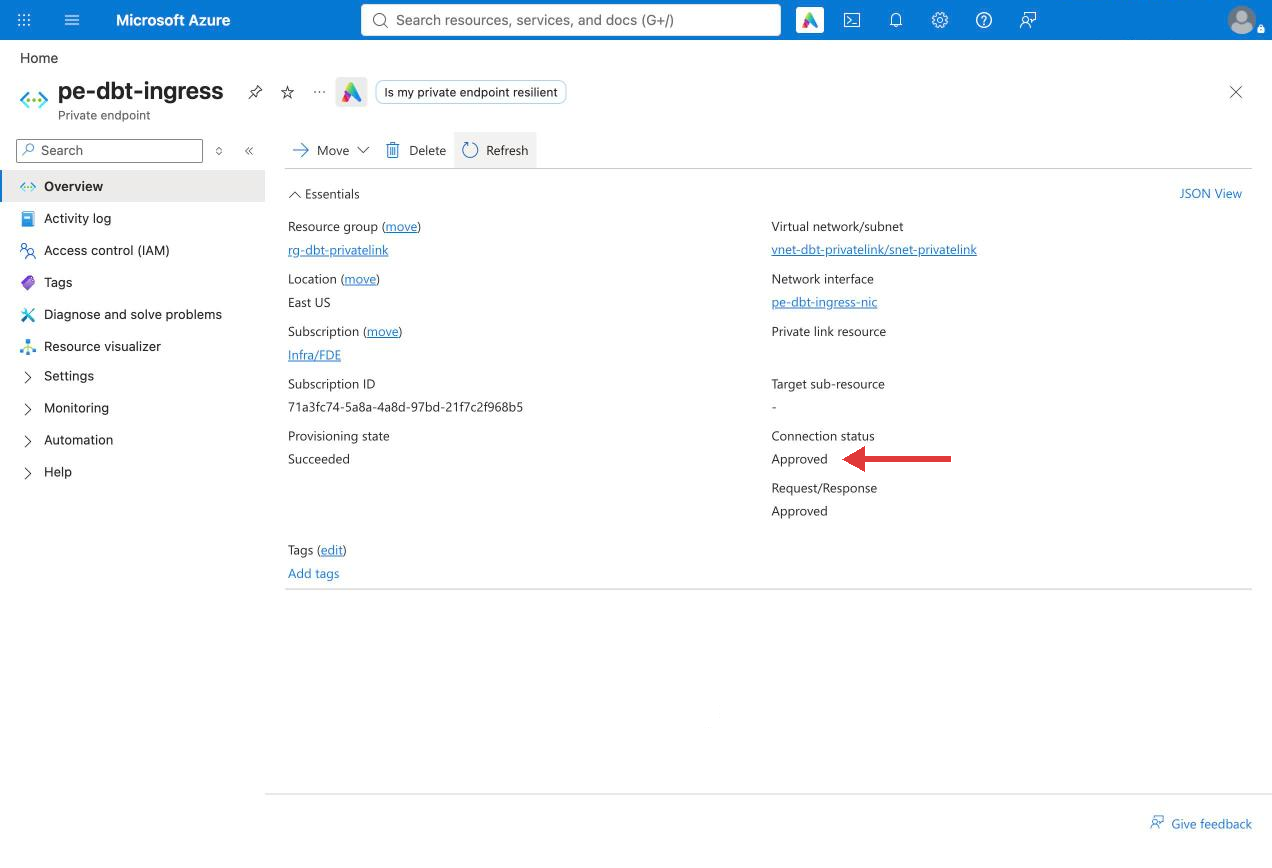 Microsoft Azure
Search resources, services, and docs (G+/)
Home
pe-dbt-ingress
Is my private endpoint resilient
Private endpoint
Search
Move
Delete
Refresh
Overview
Activity log
Access control (IAM)
Tags
Diagnose and solve problems
Resource visualizer
Settings
Monitoring
Automation
Help
Essentials
JSON View
Resource group (move)
rg-dbt-privatelink
Location (move)
East US
Subscription (move)
Infra/FDE
Subscription ID
71a3fc74-5a8a-4a8d-97bd-21f7c2f968b5
Provisioning state
Succeeded
Virtual network/subnet
vnet-dbt-privatelink/snet-privatelink
Network interface
pe-dbt-ingress-nic
Private link resource
Target sub-resource
-
Connection status
Approved
Request/Response
Approved
Tags (edit)
Add tags
Give feedback